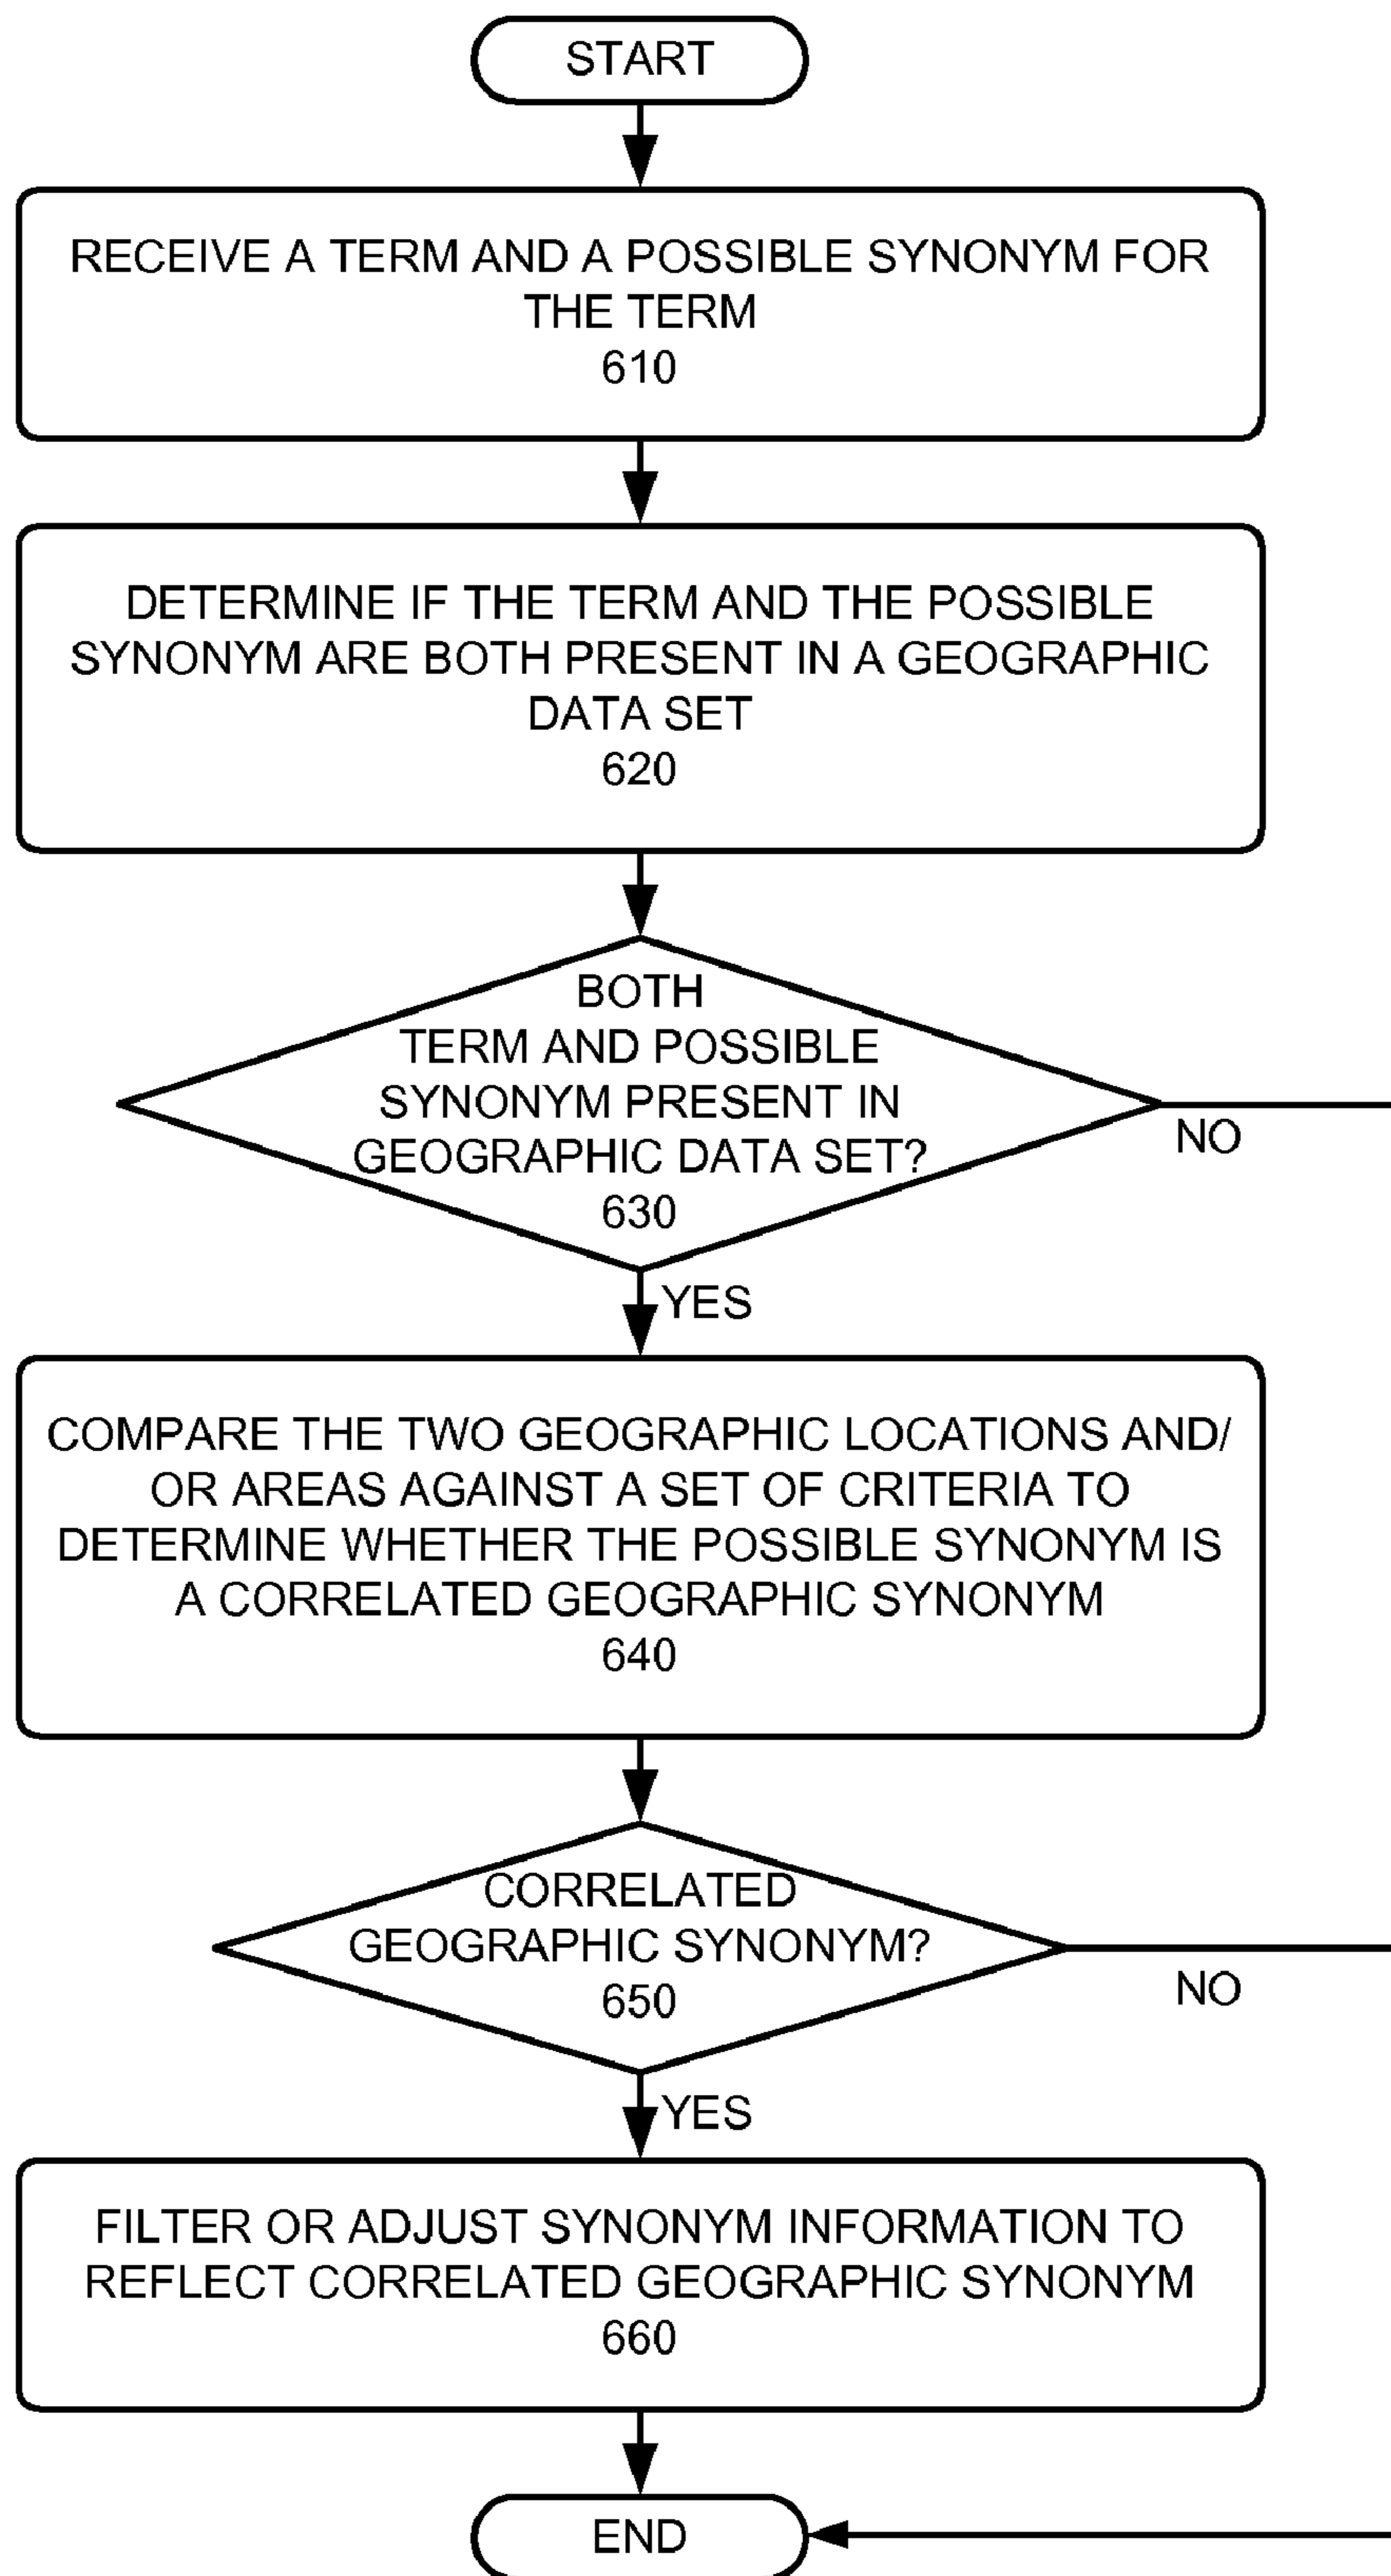 START
RECEIVE A TERM AND A POSSIBLE SYNONYM FOR
THE TERM
610
DETERMINE IF THE TERM AND THE POSSIBLE
SYNONYM ARE BOTH PRESENT IN A GEOGRAPHIC
DATA SET
620
BOTH
TERM AND POSSIBLE
SYNONYM PRESENT IN
GEOGRAPHIC DATA SET?
630
NO
YES
COMPARE THE TWO GEOGRAPHIC LOCATIONS AND/
OR AREAS AGAINST A SET OF CRITERIA TO
DETERMINE WHETHER THE POSSIBLE SYNONYM IS
A CORRELATED GEOGRAPHIC SYNONYM
640
CORRELATED
GEOGRAPHIC SYNONYM?
650
NO
YES
FILTER OR ADJUST SYNONYM INFORMATION TO
REFLECT CORRELATED GEOGRAPHIC SYNONYM
660
END